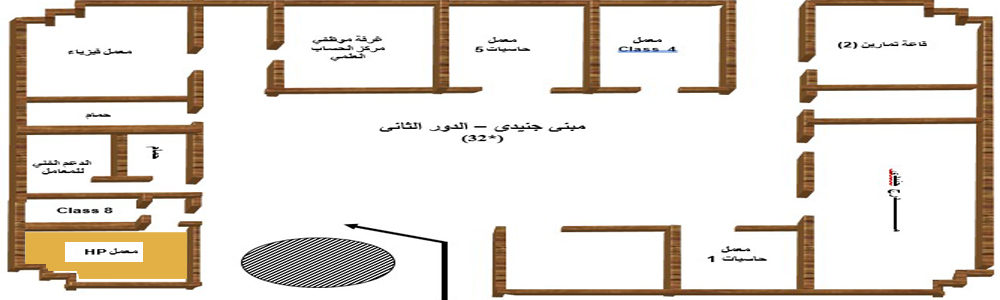 معمل فيزياء
غرفة موظفي
مركز الحساب
العلمي
معمل
حاسبات 5
معمل
Class 4
قاعة تمارين (2)
حمام
مبنى جنيدى – الدور الثانى
(32*)
الدعم الفني
للمعامل
Class 8
معمل HP
معمل
حاسبات 1